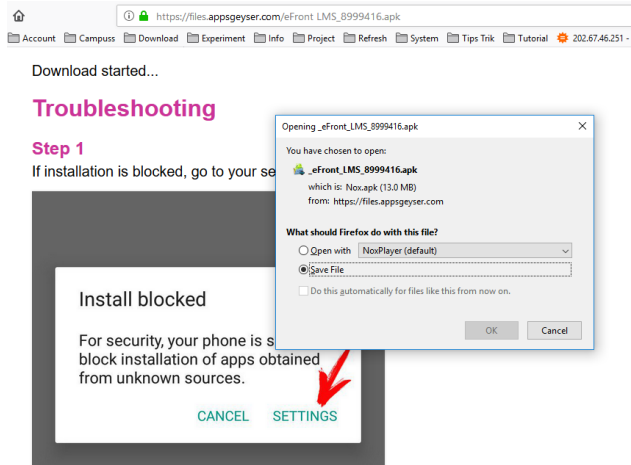 https://files.appsgeyser.com/eFront LMS_8999416.apk
Account Campuss Download Experiment Info Project Refresh System Tips Trik Tutorial 202.67.46.251 -
Download started...
Troubleshooting
Step 1
If installation is blocked, go to your se
Install blocked
For security, your phone is s
block installation of apps obtained
from unknown sources.
CANCEL SETTINGS
Opening _eFront_LMS_8999416.apk
You have chosen to open:
_eFront_LMS_8999416.apk
which is: Nox.apk (13.0 MB)
from: https://files.appsgeyser.com
What should Firefox do with this file?
Open with NoxPlayer (default)
Save File
Do this automatically for files like this from now on.
OK Cancel